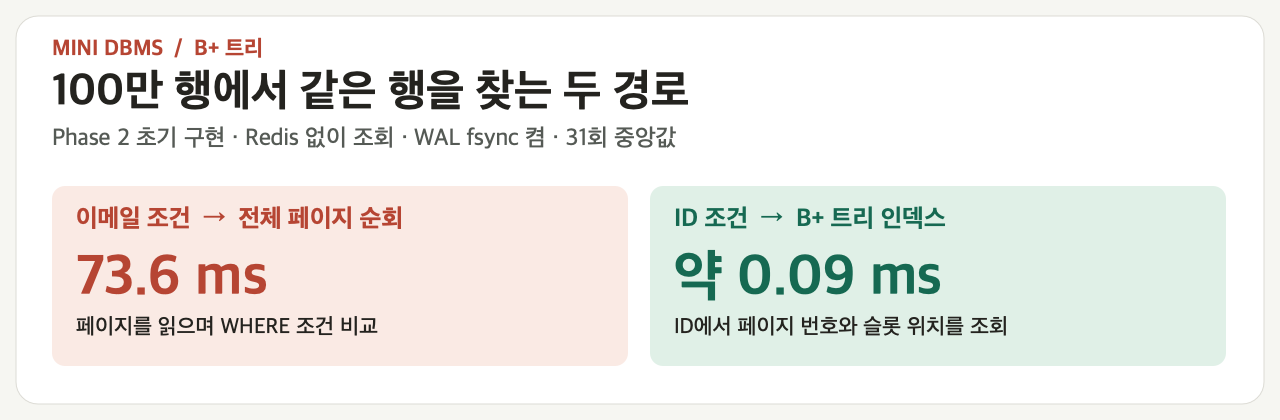 MINI DBMS / B+ 트리
100만 행에서 같은 행을 찾는 두 경로
Phase 2 초기 구현 · Redis 없이 조회 · WAL fsync 켬 · 31회 중앙값
이메일 조건 → 전체 페이지 순회
73.6 ms
페이지를 읽으며 WHERE 조건 비교
ID 조건 → B+ 트리 인덱스
약 0.09 ms
ID에서 페이지 번호와 슬롯 위치를 조회